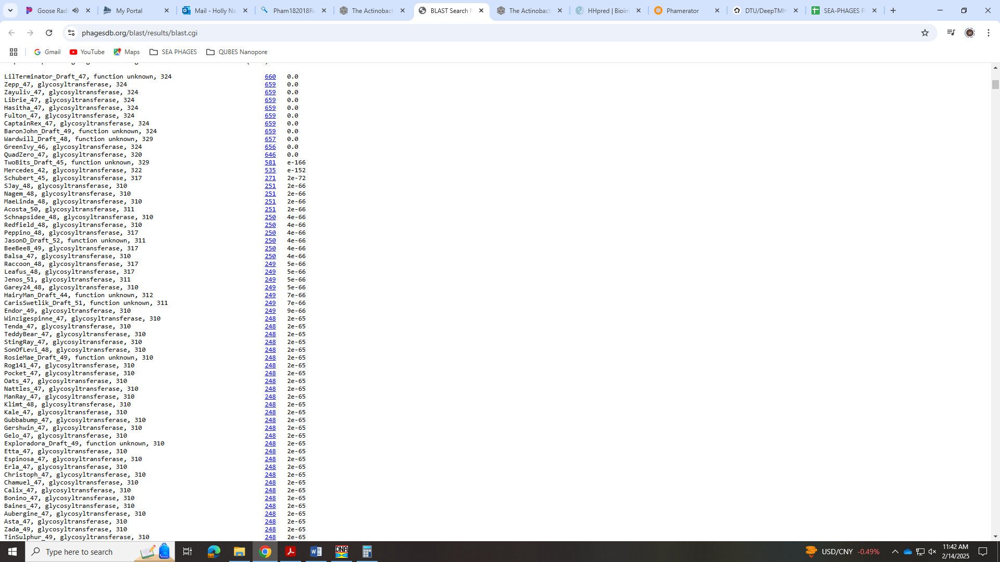 Goose Radi
My Portal
Mail - Holly Na
Pham182018Re
The Actinobact
BLAST Search R
The Actinobact
HHpred | Bioinf
Phamerator
DTU/DeepTMH
SEA-PHAGES F
phagesdb.org/blast/results/blast.cgi
Gmail
YouTube
Maps
SEA PHAGES
QUBES Nanopore
LilTerminator_Draft_47, function unknown, 324 660 0.0
Zepp_47, glycosyltransferase, 324 659 0.0
Zayuliv_47, glycosyltransferase, 324 659 0.0
Librie_47, glycosyltransferase, 324 659 0.0
Hasitha_47, glycosyltransferase, 324 659 0.0
Fulton_47, glycosyltransferase, 324 659 0.0
CaptainRex_47, glycosyltransferase, 324 659 0.0
BaronJohn_Draft_49, function unknown, 324 659 0.0
Wardwill_Draft_48, function unknown, 329 657 0.0
GreenIvy_46, glycosyltransferase, 324 656 0.0
QuadZero_47, glycosyltransferase, 320 646 0.0
TwoBits_Draft_45, function unknown, 329 581 e-166
Mercedes_42, glycosyltransferase, 322 535 e-152
Schubert_45, glycosyltransferase, 317 271 2e-72
SJay_48, glycosyltransferase, 310 251 2e-66
Nagem_48, glycosyltransferase, 310 251 2e-66
MaeLinda_48, glycosyltransferase, 310 251 2e-66
Acosta_50, glycosyltransferase, 311 251 2e-66
Schnapsidee_48, glycosyltransferase, 310 250 4e-66
Redfield_48, glycosyltransferase, 310 250 4e-66
Peppino_48, glycosyltransferase, 317 250 4e-66
JasonD_Draft_52, function unknown, 311 250 4e-66
BeeBee8_49, glycosyltransferase, 317 250 4e-66
Balsa_47, glycosyltransferase, 310 250 4e-66
Raccoon_48, glycosyltransferase, 317 249 5e-66
Leafus_48, glycosyltransferase, 317 249 5e-66
Jenos_51, glycosyltransferase, 311 249 5e-66
Garey24_48, glycosyltransferase, 310 249 5e-66
HairyMan_Draft_44, function unknown, 312 249 7e-66
CarisSwetlik_Draft_51, function unknown, 311 249 7e-66
Endor_49, glycosyltransferase, 310 249 9e-66
Winzigespinne_47, glycosyltransferase, 310 248 2e-65
Tenda_47, glycosyltransferase, 310 248 2e-65
TeddyBear_47, glycosyltransferase, 310 248 2e-65
StingRay_47, glycosyltransferase, 310 248 2e-65
SonOfLevi_48, glycosyltransferase, 310 248 2e-65
RosieMae_Draft_49, function unknown, 310 248 2e-65
Rog141_47, glycosyltransferase, 310 248 2e-65
Pocket_47, glycosyltransferase, 310 248 2e-65
Oats_47, glycosyltransferase, 310 248 2e-65
Nattles_47, glycosyltransferase, 310 248 2e-65
ManRay_47, glycosyltransferase, 310 248 2e-65
Klimt_48, glycosyltransferase, 310 248 2e-65
Kale_47, glycosyltransferase, 310 248 2e-65
Gubbabump_47, glycosyltransferase, 310 248 2e-65
Gershwin_47, glycosyltransferase, 310 248 2e-65
Gelo_47, glycosyltransferase, 310 248 2e-65
Exploradora_Draft_49, function unknown, 310 248 2e-65
Etta_47, glycosyltransferase, 310 248 2e-65
Espinosa_47, glycosyltransferase, 310 248 2e-65
Erla_47, glycosyltransferase, 310 248 2e-65
Christoph_47, glycosyltransferase, 310 248 2e-65
Chamuel_47, glycosyltransferase, 310 248 2e-65
Calix_47, glycosyltransferase, 310 248 2e-65
Bonino_47, glycosyltransferase, 310 248 2e-65
Baines_47, glycosyltransferase, 310 248 2e-65
Aubergine_47, glycosyltransferase, 310 248 2e-65
Asta_47, glycosyltransferase, 310 248 2e-65
Zada_49, glycosyltransferase, 310 248 2e-65
TinSulphur_49, glycosyltransferase, 310 248 2e-65
Type here to search
DNA
USD/CNY -0.49%
11:42 AM
2/14/2025